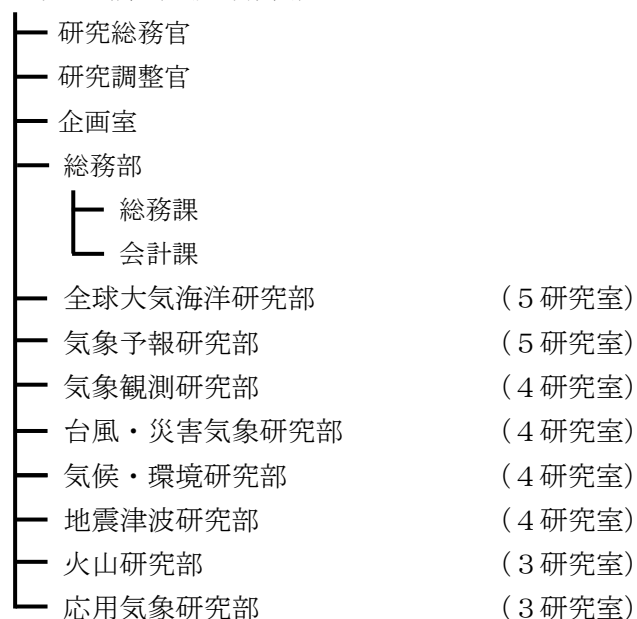 研究総務官
研究調整官
企画室
総務部
総務課
会計課
全球大気海洋研究部 (5研究室)
気象予報研究部 (5研究室)
気象観測研究部 (4研究室)
台風・災害気象研究部 (4研究室)
気候・環境研究部 (4研究室)
地震津波研究部 (4研究室)
火山研究部 (3研究室)
応用気象研究部 (3研究室)